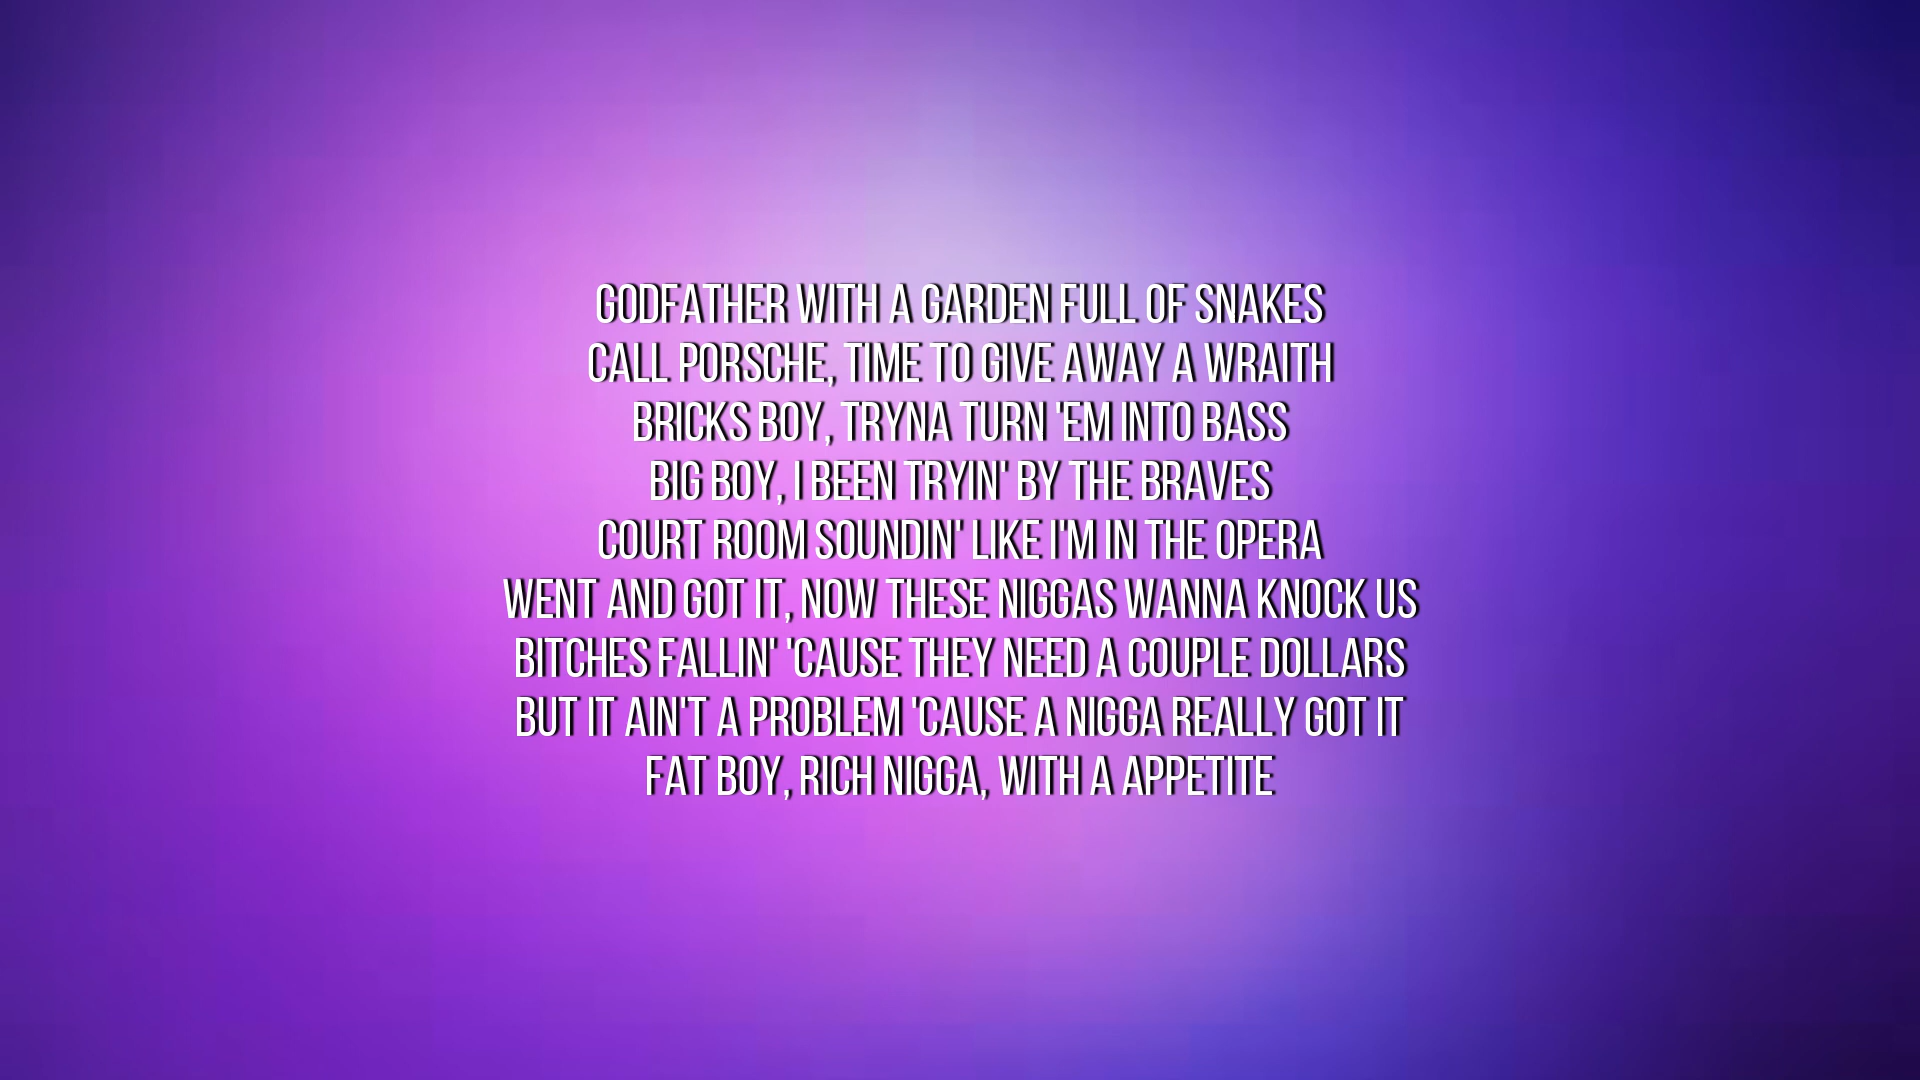 GODFATHER WITH A GARDEN FULL OF SNAKES
CALL PORSCHE, TIME TO GIVE AWAY A WRAITH
BRICKS BOY, TRYNA TURN 'EM INTO BASS
BIG BOY, I BEEN TRYIN' BY THE BRAVES
COURT ROOM SOUNDIN' LIKE I'M IN THE OPERA
WENT AND GOT IT, NOW THESE NIGGAS WANNA KNOCK US
BITCHES FALLIN' 'CAUSE THEY NEED A COUPLE DOLLARS
BUT IT AIN'T A PROBLEM 'CAUSE A NIGGA REALLY GOT IT
FAT BOY, RICH NIGGA, WITH A APPETITE